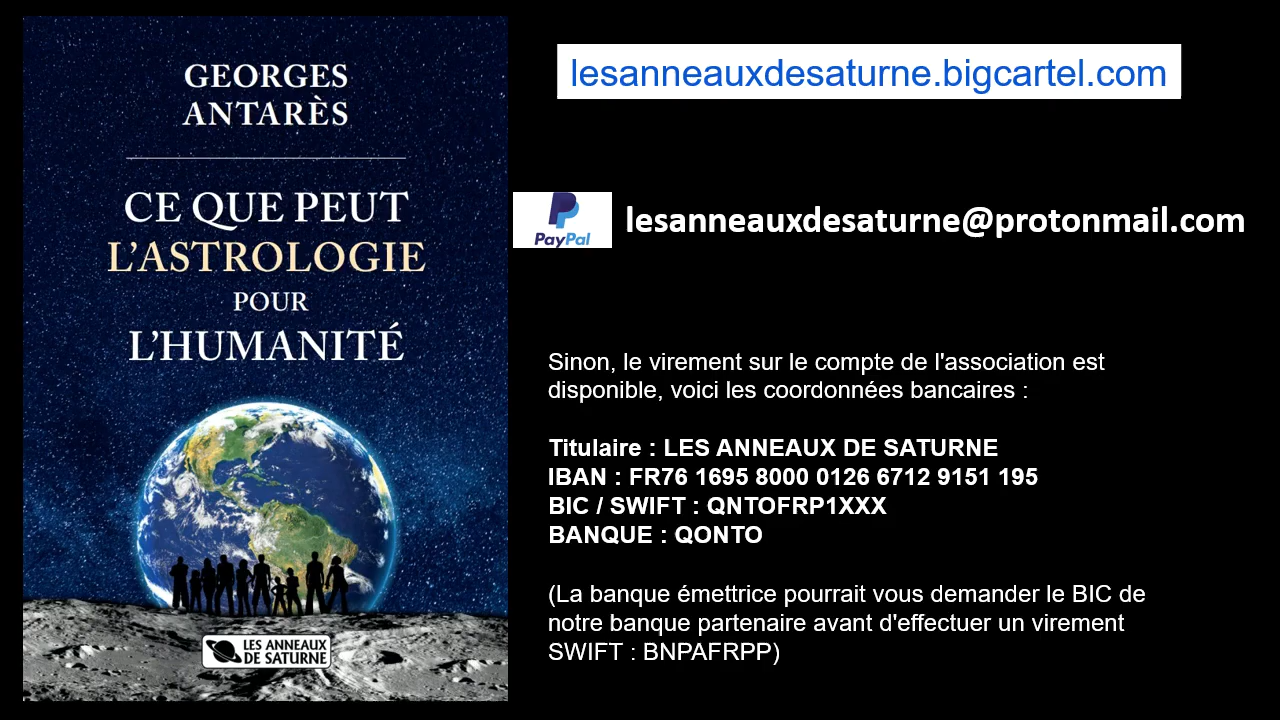 GEORGES
ANTARÈS
CE QUE PEUT
L'ASTROLOGIE
POUR
L'HUMANITÉ
LES ANNEAUX
DE SATURNE
lesanneauxdesaturne.bigcartel.com
PayPal
lesanneauxdesaturne@protonmail.com
Sinon, le virement sur le compte de l'association est
disponible, voici les coordonnées bancaires :
Titulaire : LES ANNEAUX DE SATURNE
IBAN : FR76 1695 8000 0126 6712 9151 195
BIC / SWIFT : QNTOFRP1XXX
BANQUE : QONTO
(La banque émettrice pourrait vous demander le BIC de
notre banque partenaire avant d'effectuer un virement
SWIFT : BNPAFRPP)